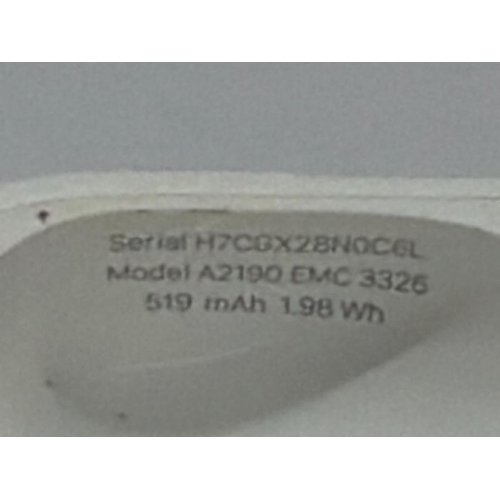 Serial H7CGX28N0C6L
Model A2190 EMC 3326
519 mAh 1.98 Wh